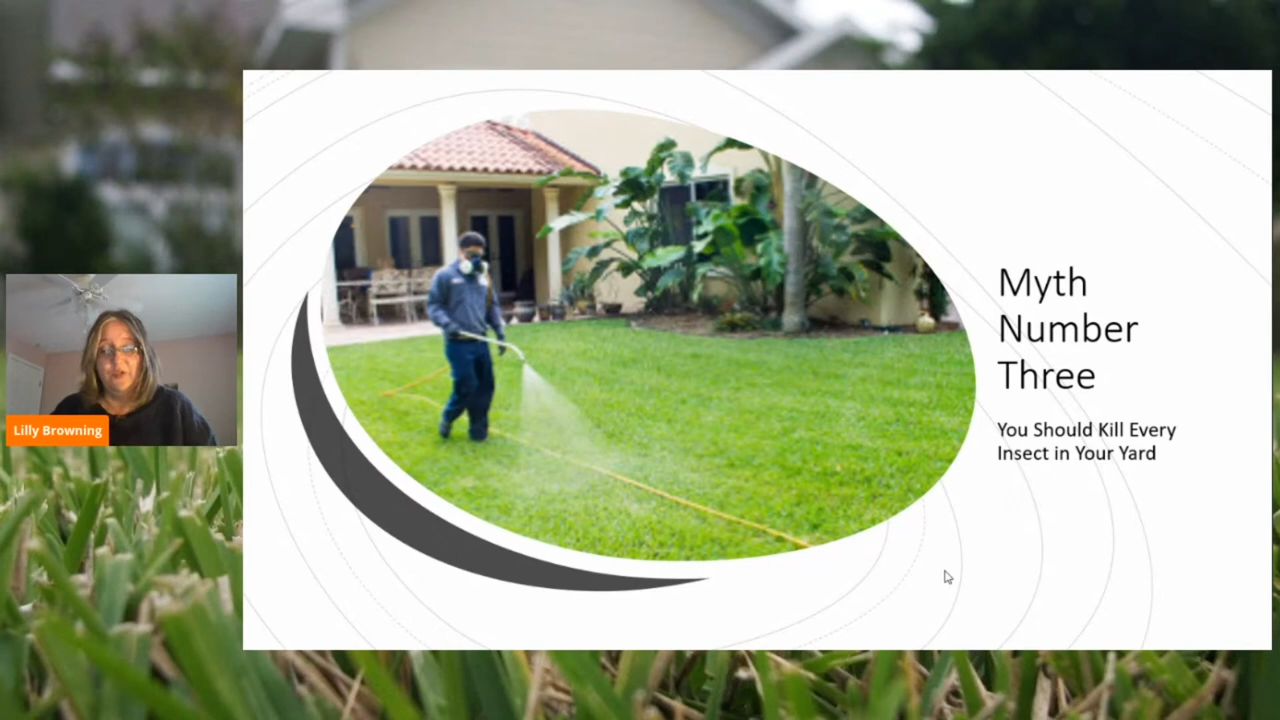 Myth
Number
Three
You Should Kill Every
Insect in Your Yard
Lilly Browning